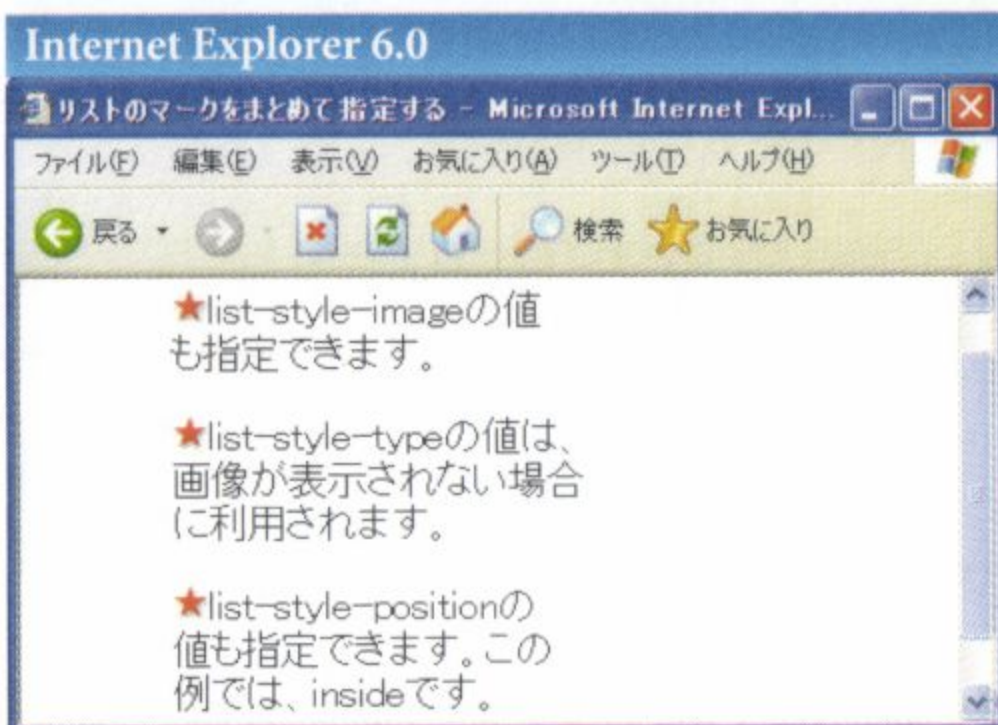 Internet Explorer 6.0
リストのマークをまとめて指定する - Microsoft Internet Expl...
ファイル(F) 編集(E) 表示(V) お気に入り(A) ツール(T) ヘルプ(H)
戻る 検索 お気に入り
★list-style-imageの値
も指定できます。
★list-style-typeの値は、
画像が表示されない場合
に利用されます。
★list-style-positionの
値も指定できます。この
例では、insideです。